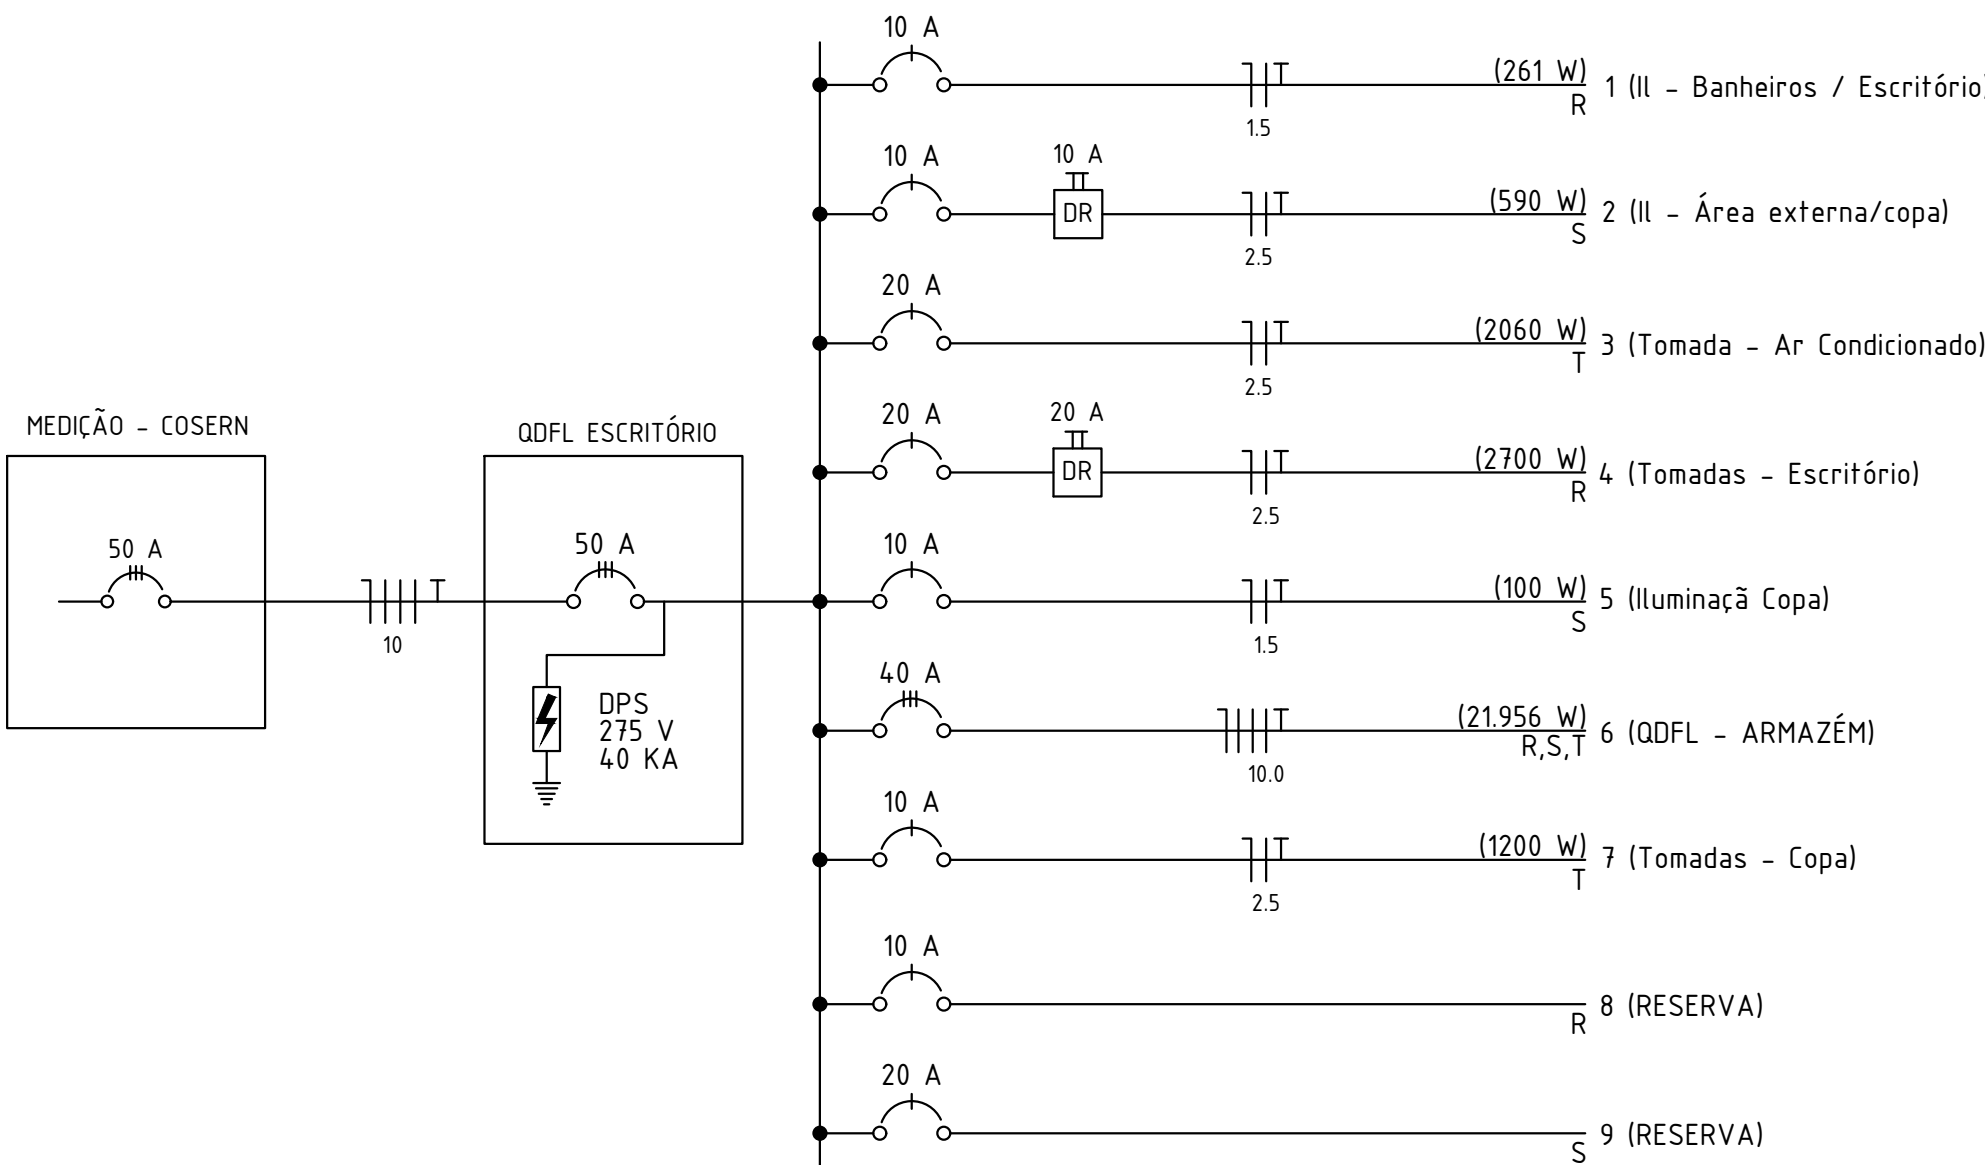 10 A
(261 W)
1 (Il - Banheiros / Escritório)
R
1.5
10 A
10 A
DR
(590 W)
2 (Il - Área externa/copa)
S
2.5
20 A
(2060 W)
3 (Tomada - Ar Condicionado)
T
2.5
20 A
20 A
DR
(2700 W)
4 (Tomadas - Escritório)
R
2.5
MEDIÇÃO - COSERN
50 A
10
QDFL ESCRITÓRIO
50 A
DPS
275 V
40 KA
10 A
(100 W)
5 (Iluminaçã Copa)
S
1.5
40 A
(21.956 W)
6 (QDFL - ARMAZÉM)
R,S,T
10.0
10 A
(1200 W)
7 (Tomadas - Copa)
T
2.5
10 A
8 (RESERVA)
R
20 A
9 (RESERVA)
S